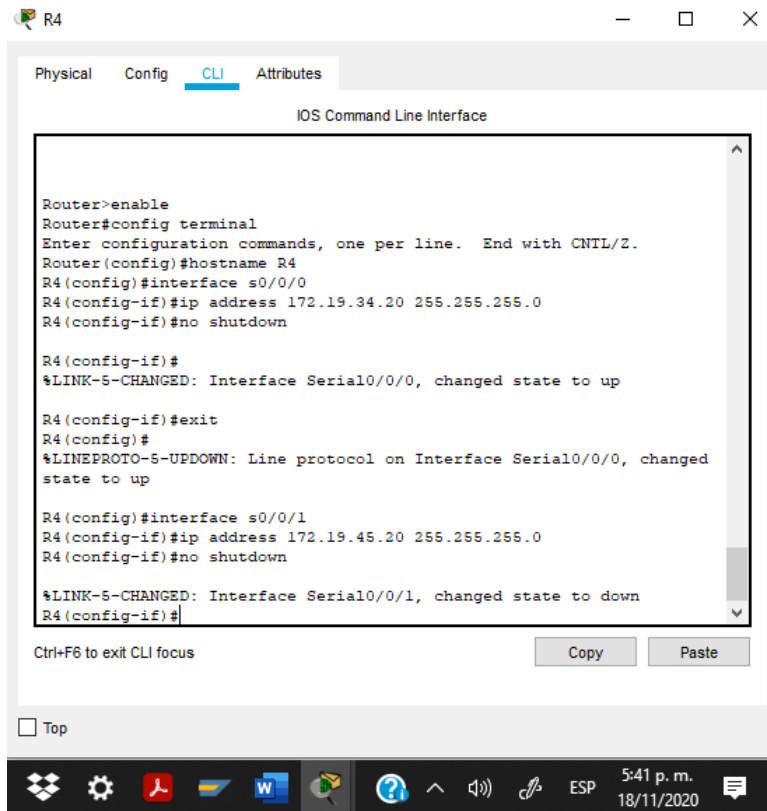 R4
Physical Config CLI Attributes
IOS Command Line Interface
Router>enable
Router#config terminal
Enter configuration commands, one per line.  End with CNTL/Z.
Router(config)#hostname R4
R4(config)#interface s0/0/0
R4(config-if)#ip address 172.19.34.20 255.255.255.0
R4(config-if)#no shutdown
R4(config-if)#
%LINK-5-CHANGED: Interface Serial0/0/0, changed state to up
R4(config-if)#exit
R4(config)#
%LINEPROTO-5-UPDOWN: Line protocol on Interface Serial0/0/0, changed
state to up
R4(config)#interface s0/0/1
R4(config-if)#ip address 172.19.45.20 255.255.255.0
R4(config-if)#no shutdown
%LINK-5-CHANGED: Interface Serial0/0/1, changed state to down
R4(config-if)#
Ctrl+F6 to exit CLI focus
Copy Paste
Top
ESP
5:41 p. m.
18/11/2020